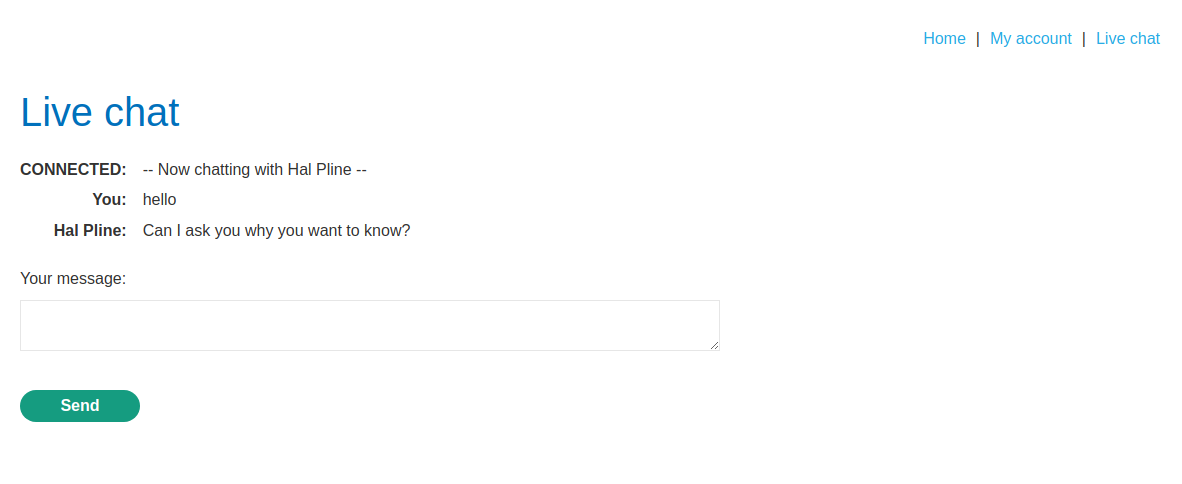 Home | My account | Live chat
Live chat
CONNECTED: -- Now chatting with Hal Pline --
You: hello
Hal Pline: Can I ask you why you want to know?
Your message:
Send